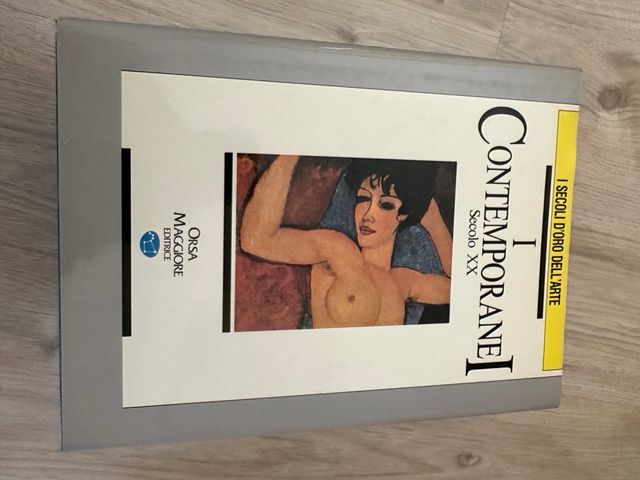 I SECOLI D'ORO DELL'ARTE
I
CONTEMPORANEI
Secolo XX
ORSA
MAGGIORE
EDITRICE